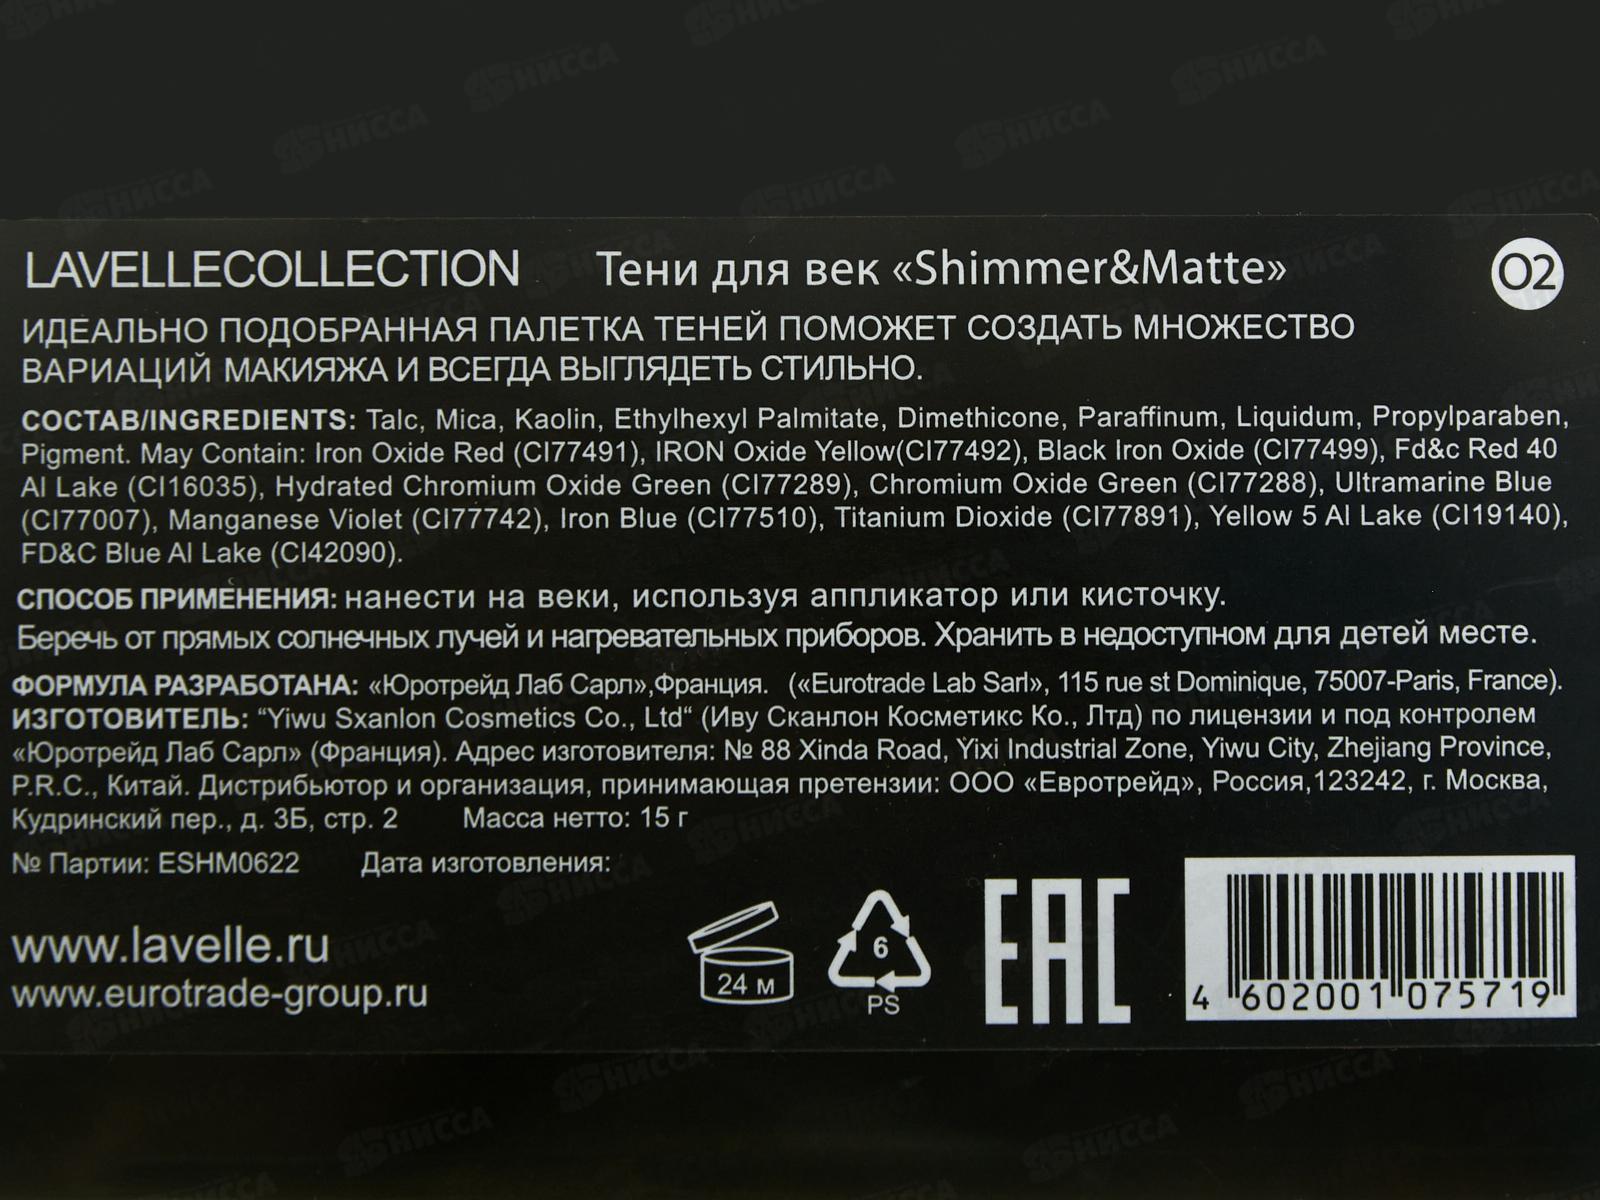 LAVELLECOLLECTION Тени для век «Shimmer&Matte» 02
ИДЕАЛЬНО ПОДОБРАННАЯ ПАЛЕТКА ТЕНЕЙ ПОМОЖЕТ СОЗДАТЬ МНОЖЕСТВО
ВАРИАЦИЙ МАКИЯЖА И ВСЕГДА ВЫГЛЯДЕТЬ СТИЛЬНО.
СОСТАВ/INGREDIENTS: Talc, Mica, Kaolin, Ethylhexyl Palmitate, Dimethicone, Paraffinum, Liquidum, Propylparaben,
Pigment. May Contain: Iron Oxide Red (CI77491), IRON Oxide Yellow(CI77492), Black Iron Oxide (CI77499), Fd&c Red 40
Al Lake (CI16035), Hydrated Chromium Oxide Green (CI77289), Chromium Oxide Green (CI77288), Ultramarine Blue
(CI77007), Manganese Violet (CI77742), Iron Blue (CI77510), Titanium Dioxide (CI77891), Yellow 5 Al Lake (CI19140),
FD&C Blue Al Lake (CI42090).
СПОСОБ ПРИМЕНЕНИЯ: нанести на веки, используя аппликатор или кисточку.
Беречь от прямых солнечных лучей и нагревательных приборов. Хранить в недоступном для детей месте.
ФОРМУЛА РАЗРАБОТАНА: «Юротрейд Лаб Сарл»,Франция. («Eurotrade Lab Sarl», 115 rue st Dominique, 75007-Paris, France).
ИЗГОТОВИТЕЛЬ: “Yiwu Sxanlon Cosmetics Co., Ltd“ (Иву Сканлон Косметикс Ко., Лтд) по лицензии и под контролем
«Юротрейд Лаб Сарл» (Франция). Адрес изготовителя: № 88 Xinda Road, Yixi Industrial Zone, Yiwu City, Zhejiang Province,
P.R.C., Китай. Дистрибьютор и организация, принимающая претензии: ООО «Евротрейд», Россия,123242, г. Москва,
Кудринский пер., д. 3Б, стр. 2 Масса нетто: 15 г
№ Партии: ESHM0622 Дата изготовления:
www.lavelle.ru
www.eurotrade-group.ru
24 м
6
PS
EAC
4 602001 075719
НИССА